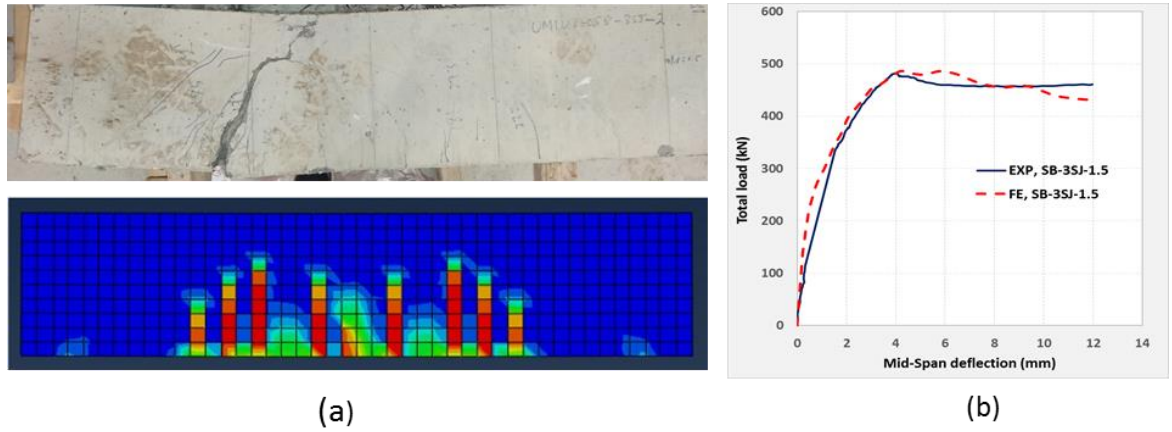 (a)
600
500
400
300
200
100
0
Total load (kN)
EXP, SB-3SJ-1.5
FE, SB-3SJ-1.5
0 2 4 6 8 10 12 14
Mid-Span deflection (mm)
(b)